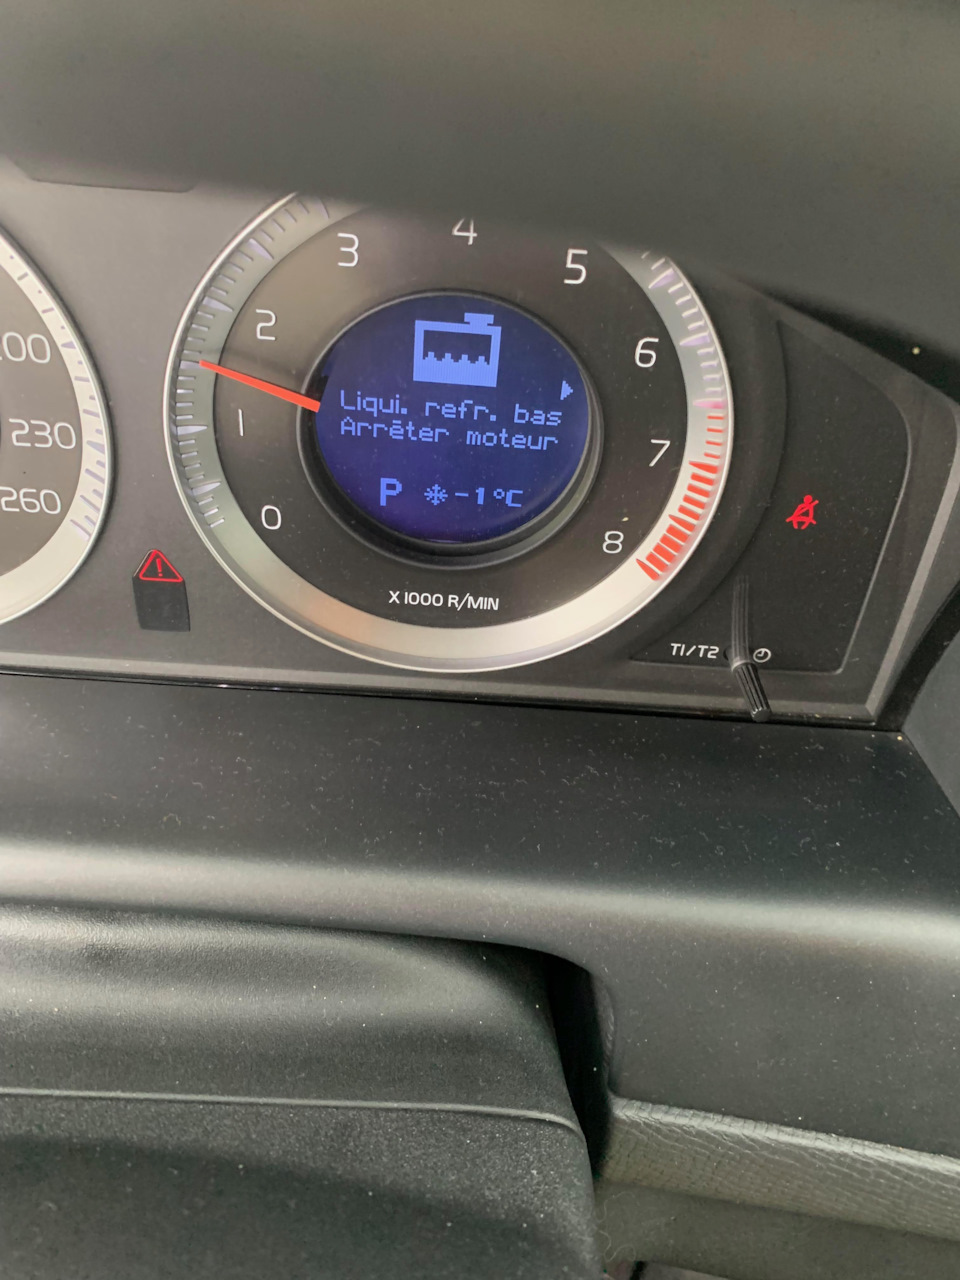 3
4
5
2
6
1
7
0
8
Liqui. refr. bas
Arrêter moteur
P ❄-1°C
X 1000 R/MIN
230
260
T1/T2